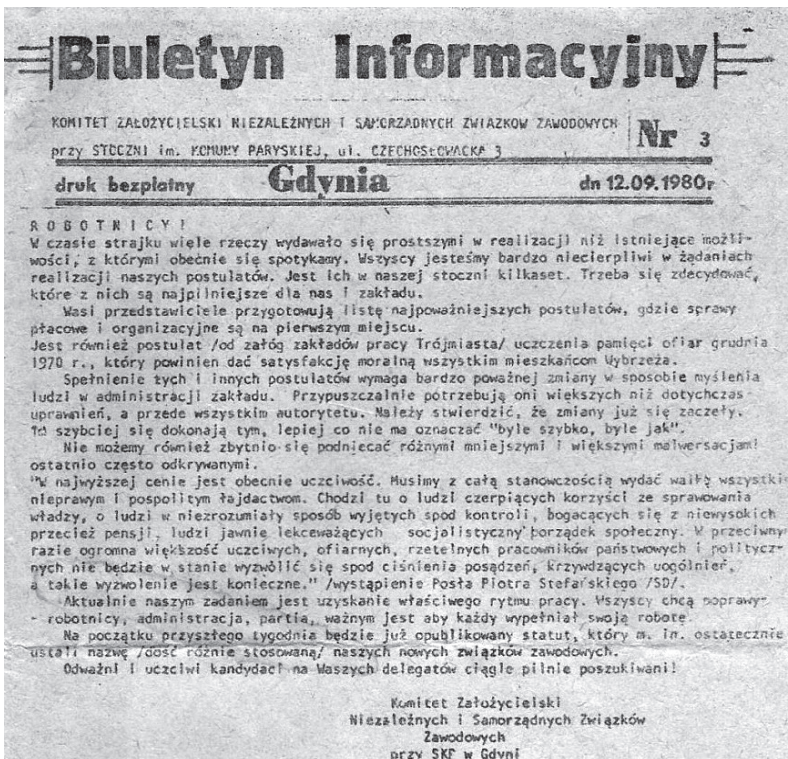 Biuletyn Informacyjny
KOMITET ZAŁOŻYCIELSKI NIEZALEŻNYCH I SAMORZĄDNYCH ZWIĄZKÓW ZAWODOWYCH
przy STOCZNI im. KOMUNY PARYSKIEJ, ul. CZECHOSŁOWACKA 3
Nr 3
druk bezpłatny Gdynia dn 12.09.1980r
ROBOTNICY!
W czasie strajku wiele rzeczy wydawało się prostszymi w realizacji niż istniejące możli-
wości, z którymi obecnie się spotykamy. Wszyscy jesteśmy bardzo niecierpliwi w żądaniach
realizacji naszych postulatów. Jest ich w naszej stoczni kilkaset. Trzeba się zdecydować,
które z nich są najpilniejsze dla nas i zakładu.
Wasi przedstawiciele przygotowują listę najpoważniejszych postulatów, gdzie sprawy
płacowe i organizacyjne są na pierwszym miejscu.
Jest również postulat /od załóg zakładów pracy Trójmiasta/ uczczenia pamięci ofiar grudnia
1970 r., który powinien dać satysfakcję moralną wszystkim mieszkańcom Wybrzeża.
Spełnienie tych i innych postulatów wymaga bardzo poważnej zmiany w sposobie myślenia
ludzi w administracji zakładu. Przypuszczalnie potrzebują oni większych niż dotychczas
uprawnień, a przede wszystkim autorytetu. Należy stwierdzić, że zmiany już się zaczęły.
Im szybciej się dokonają tym, lepiej co nie ma oznaczać "byle szybko, byle jak".
Nie możemy również zbytnio się podniecać różnymi mniejszymi i większymi malwersacjami
ostatnio często odkrywanymi.
"W najwyższej cenie jest obecnie uczciwość. Musimy z całą stanowczością wydać walkę wszystki
nieprawym i pospolitym łajdactwom. Chodzi tu o ludzi czerpiących korzyści ze sprawowania
władzy, o ludzi w niezrozumiały sposób wyjętych spod kontroli, bogacących się z niewysokich
przecież pensji, ludzi jawnie lekceważących socjalistyczny porządek społeczny. W przeciwny
razie ogromna większość uczciwych, ofiarnych, rzetelnych pracowników państwowych i politycz-
nych nie będzie w stanie wyzwolić się spod ciśnienia posądzeń, krzywdzących uogólnień,
a takie wyzwolenie jest konieczne." /wystąpienie Posła Piotra Stefańskiego /SD/.
Aktualnie naszym zadaniem jest uzyskanie właściwego rytmu pracy. Wszyscy chcą poprawy-
- robotnicy, administracja, partia, ważnym jest aby każdy wypełniał swoją robotę.
Na początku przyszłego tygodnia będzie już opublikowany statut, który m. in. ostatecznie
ustali nazwę /dość różnie stosowaną/ naszych nowych związków zawodowych.
Odważni i uczciwi kandydaci na Waszych delegatów ciągle pilnie poszukiwani!
Komitet Założycielski
Niezależnych i Samorządnych Związków
Zawodowych
przy SKP w Gdyni